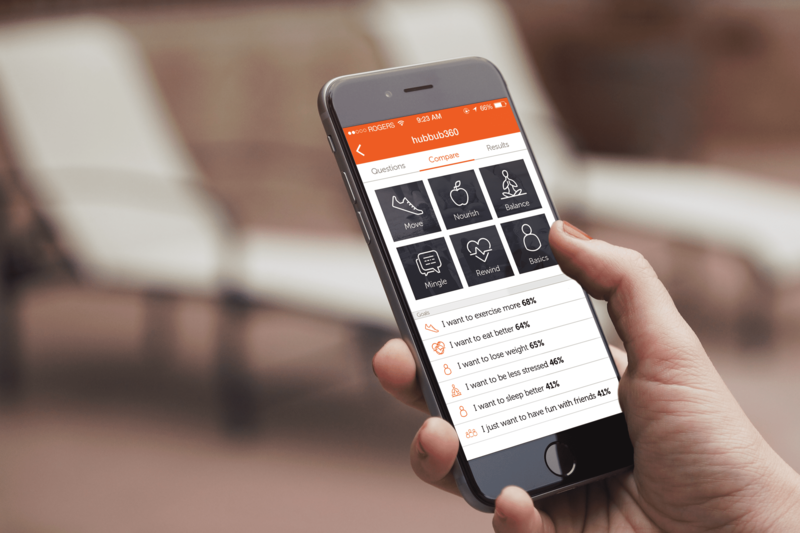 ROGERS 9:23 AM 66%
hubbub360
Questions Compare Results
Move Nourish Balance
Mingle Rewind Basics
Goals
I want to exercise more 68%
I want to eat better 64%
I want to lose weight 65%
I want to be less stressed 46%
I want to sleep better 41%
I just want to have fun with friends 41%